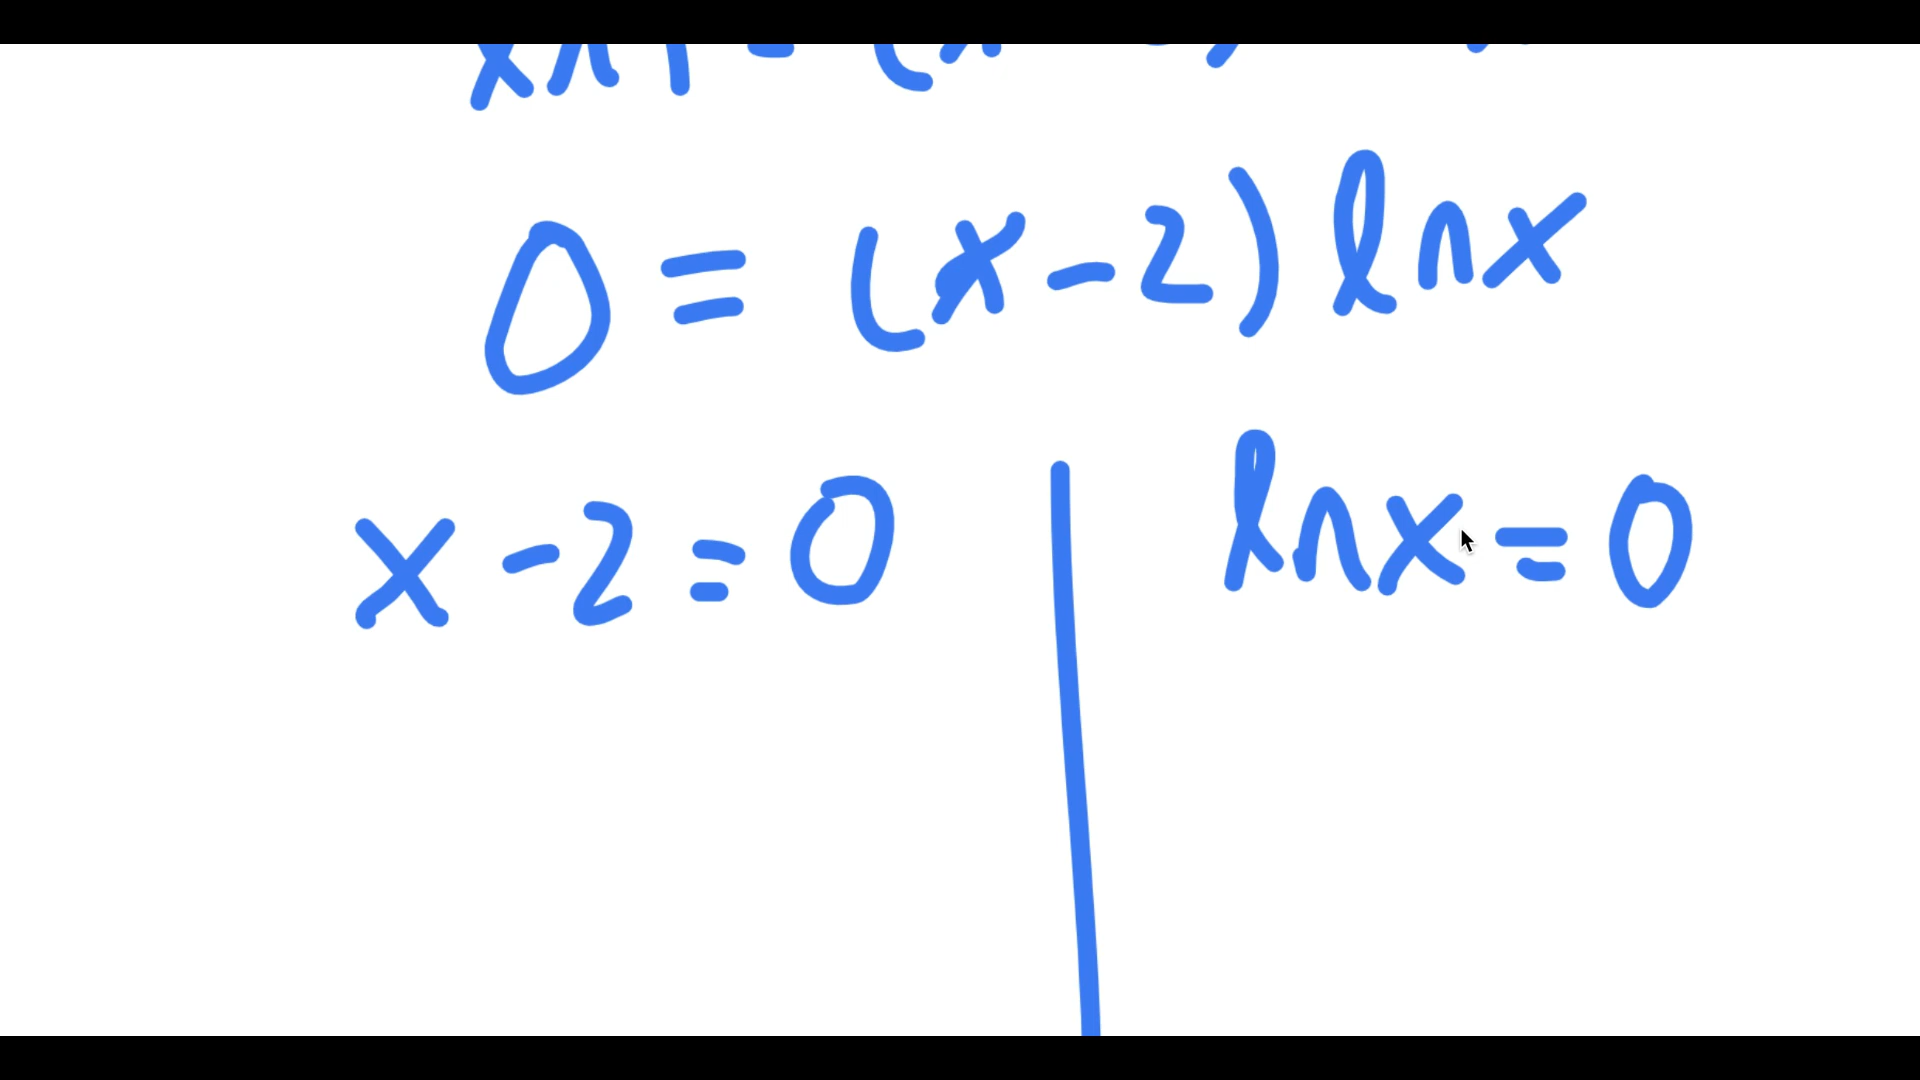 0 = (x - 2) ln x
x - 2 = 0
ln x = 0